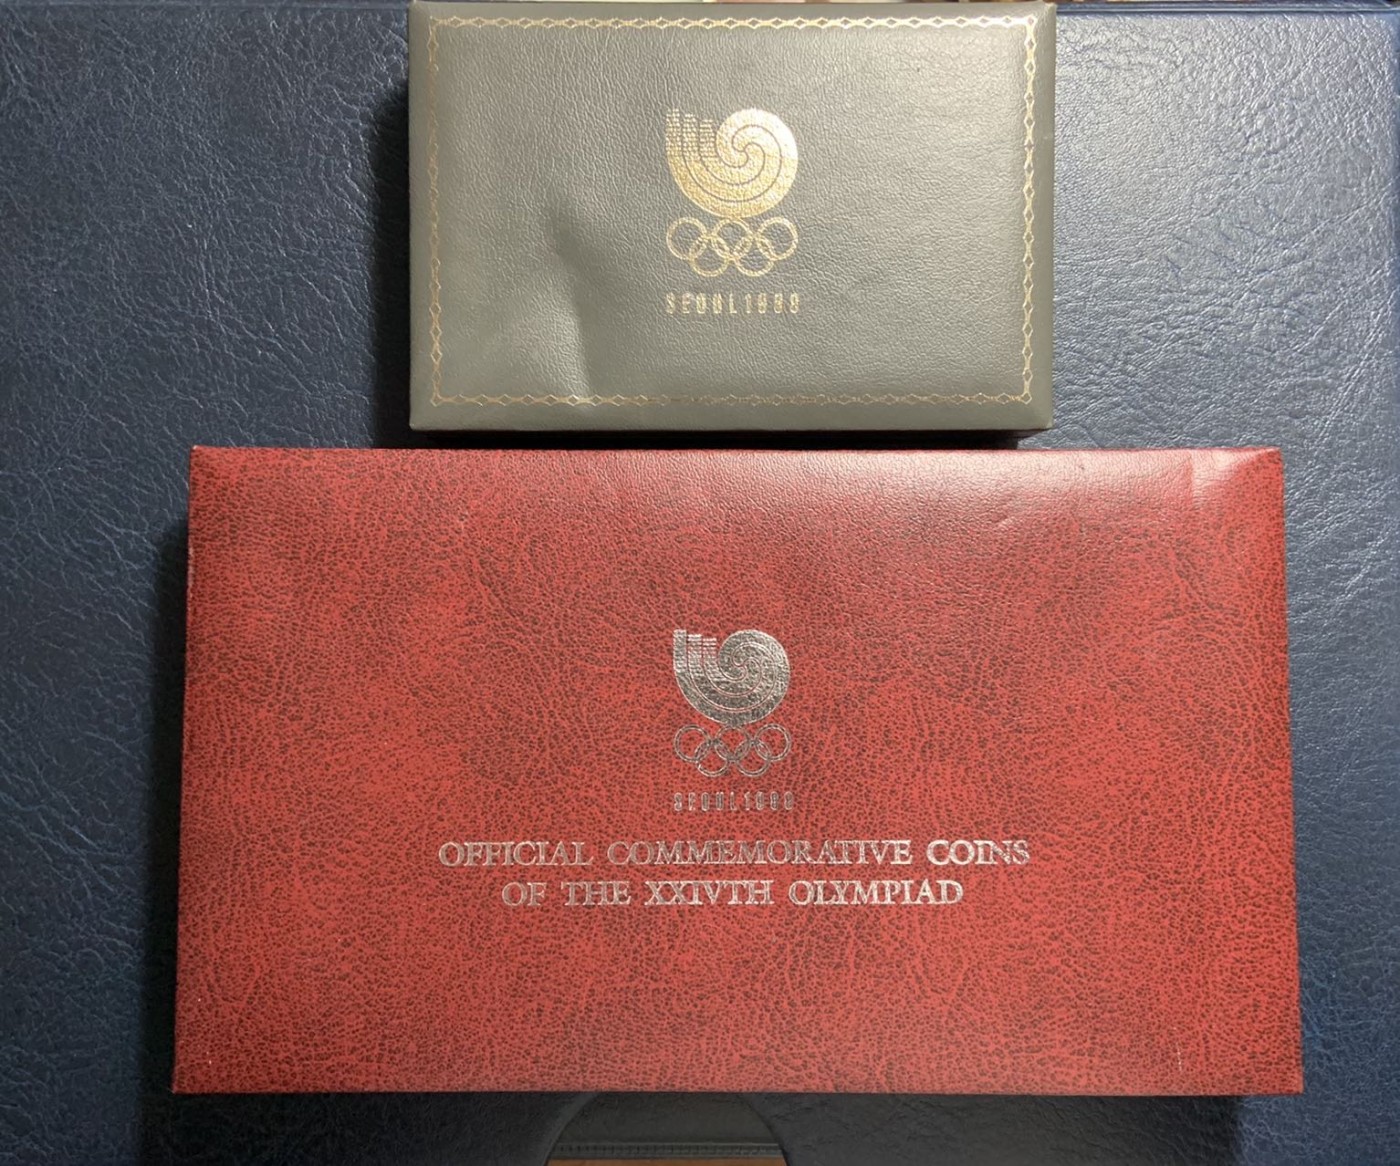 SEOUL1988
SEOUL1988
OFFICIAL COMMEMORATIVE COINS
OF THE XXIVTH OLYMPIAD